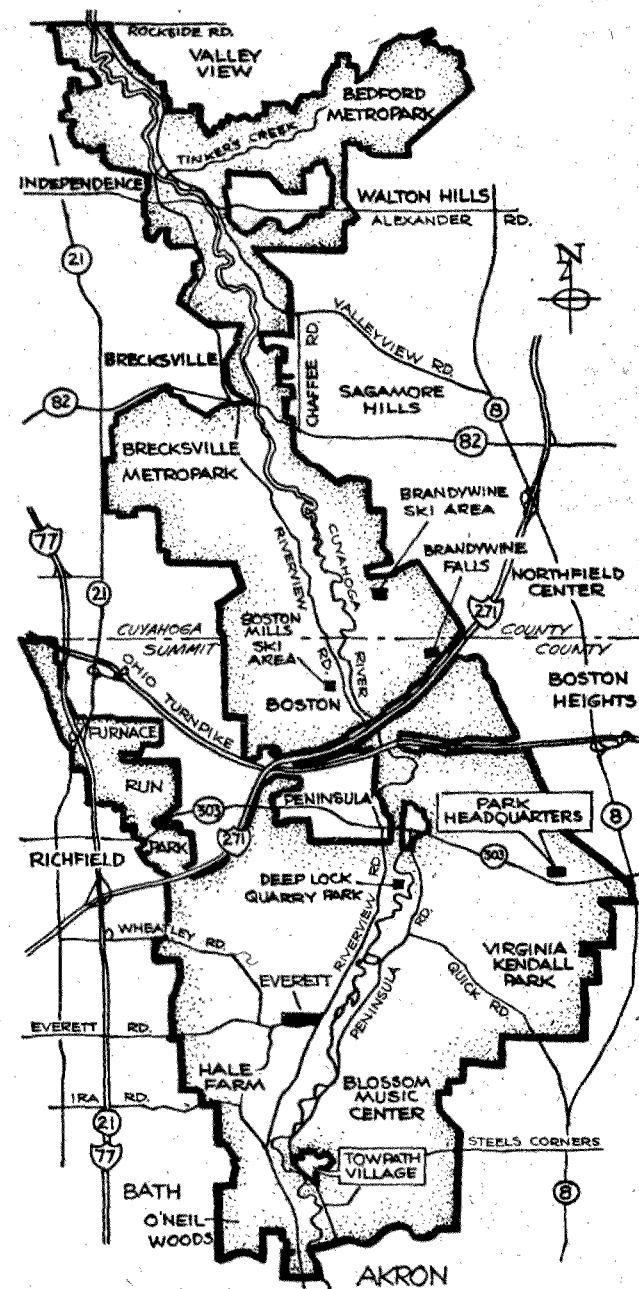 ROCKSIDE RD.
VALLEY
VIEW
BEDFORD
METROPARK
TINKER'S CREEK
INDEPENDENCE
WALTON HILLS
ALEXANDER RD.
21
N
VALLEYVIEW RD.
CHAFFEE RD.
BRECKSVILLE
SAGAMORE
HILLS
8
82
82
BRECKSVILLE
METROPARK
BRANDYWINE
SKI AREA
CUYAHOGA
RIVER
RIVERVIEW
RD.
BRANDYWINE
FALLS
77
21
NORTHFIELD
CENTER
271
BOSTON
MILLS
SKI
AREA
CUYAHOGA
SUMMIT
COUNTY
COUNTY
OHIO TURNPIKE
BOSTON
BOSTON
HEIGHTS
FURNACE
RUN
PARK
303
PENINSULA
271
PARK
HEADQUARTERS
8
303
RICHFIELD
DEEP LOCK
QUARRY PARK
RIVERVIEW RD.
PENINSULA RD.
WHEATLEY RD.
VIRGINIA
KENDALL
PARK
QUICK RD.
EVERETT
EVERETT RD.
HALE
FARM
BLOSSOM
MUSIC
CENTER
IRA RD.
21
77
STEELS CORNERS
TOWPATH
VILLAGE
BATH
8
O'NEIL
WOODS
AKRON